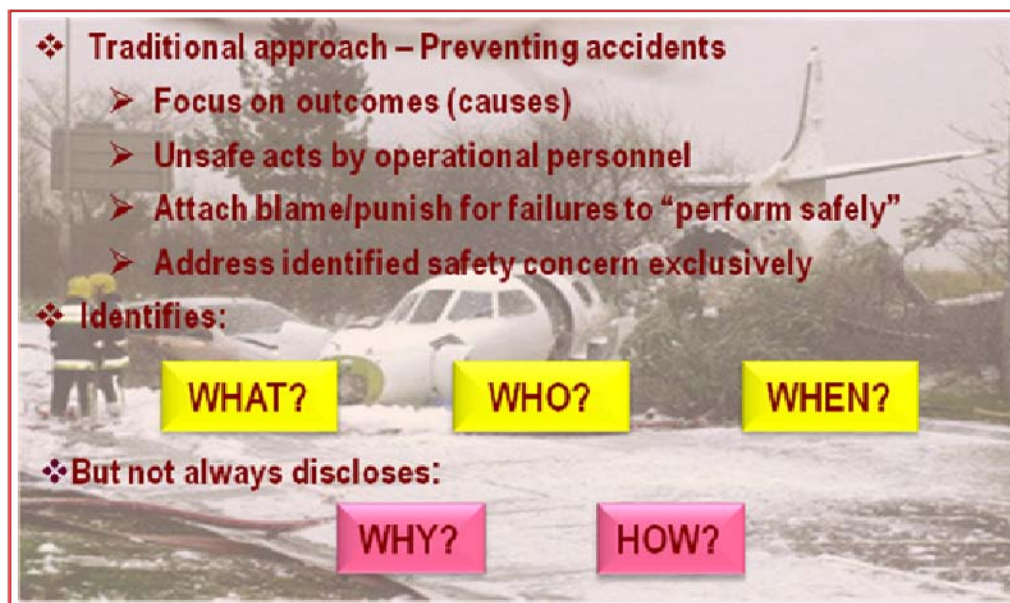 ❖ Traditional approach – Preventing accidents
➢ Focus on outcomes (causes)
➢ Unsafe acts by operational personnel
➢ Attach blame/punish for failures to “perform safely”
➢ Address identified safety concern exclusively
❖ Identifies:
WHAT? WHO? WHEN?
❖But not always discloses:
WHY? HOW?